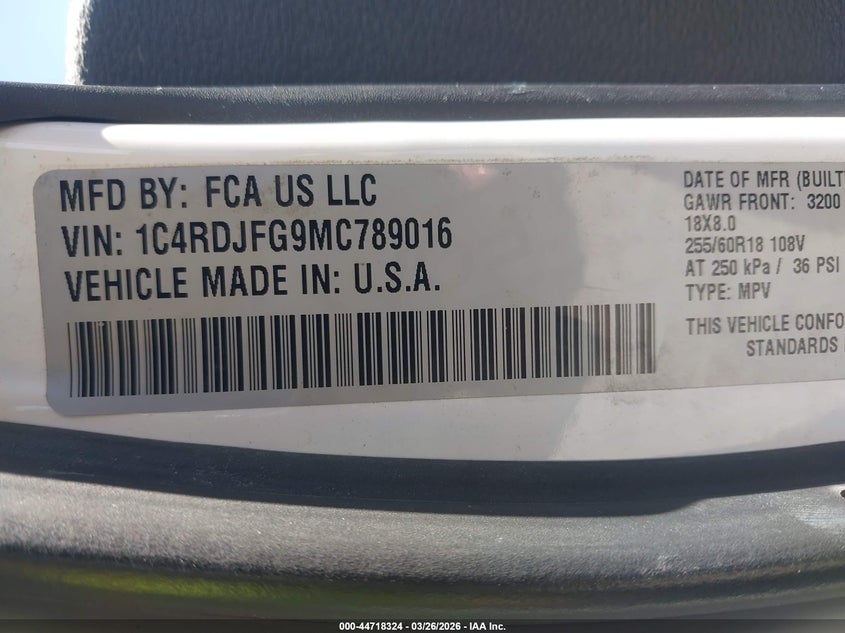 MFD BY: FCA US LLC
VIN: 1C4RDJFG9MC789016
VEHICLE MADE IN: U.S.A.
DATE OF MFR (BUILT
GAWR FRONT: 3200
18X8.0
255/60R18 108V
AT 250 kPa / 36 PSI
TYPE: MPV
THIS VEHICLE CONFO
STANDARDS
000-44718324 | 03/26/2026 | IAA Inc.